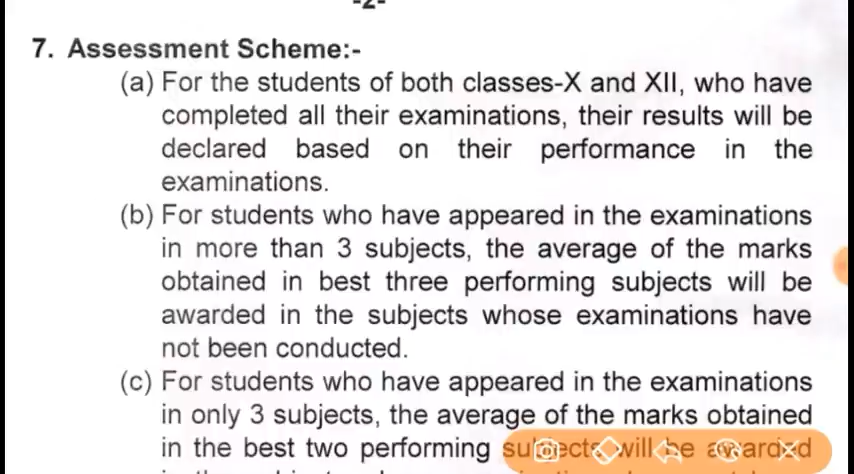 -2-
7. Assessment Scheme:-
(a) For the students of both classes-X and XII, who have
completed all their examinations, their results will be
declared based on their performance in the
examinations.
(b) For students who have appeared in the examinations
in more than 3 subjects, the average of the marks
obtained in best three performing subjects will be
awarded in the subjects whose examinations have
not been conducted.
(c) For students who have appeared in the examinations
in only 3 subjects, the average of the marks obtained
in the best two performing subjects will be awarded